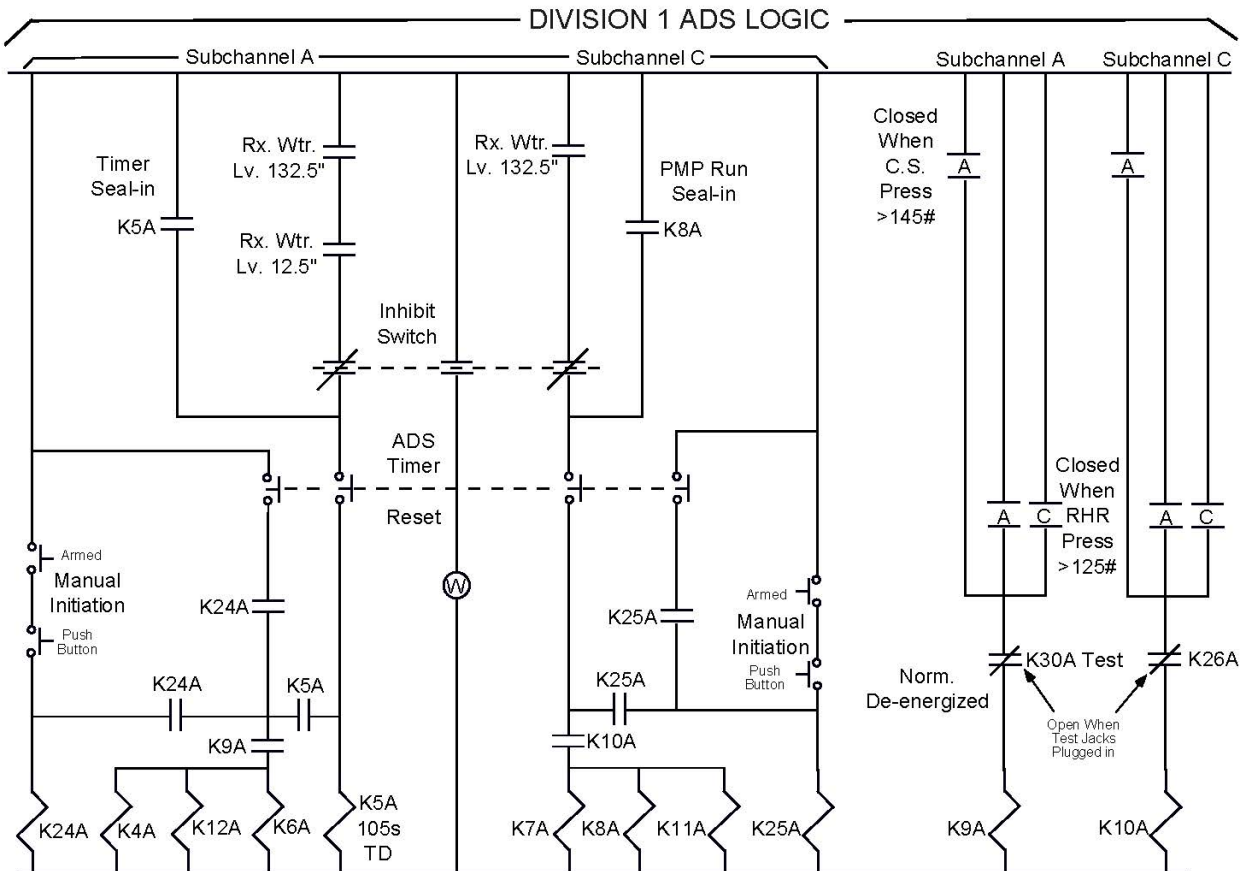 DIVISION 1 ADS LOGIC
Subchannel A
Subchannel C
Subchannel A
Subchannel C
Timer
Seal-in
K5A
Rx. Wtr.
Lv. 132.5"
Rx. Wtr.
Lv. 12.5"
Rx. Wtr.
Lv. 132.5"
PMP Run
Seal-in
K8A
Closed
When
C.S.
Press
>145#
A
A
Inhibit
Switch
ADS
Timer
Reset
Closed
When
RHR
Press
>125#
A
C
A
C
Armed
Manual
Initiation
Push
Button
K24A
W
K25A
Armed
Manual
Initiation
Push
Button
K24A
K5A
K9A
K25A
K10A
Norm.
De-energized
K30A Test
K26A
Open When
Test Jacks
Plugged in
K24A
K4A
K12A
K6A
K5A
105s
TD
K7A
K8A
K11A
K25A
K9A
K10A